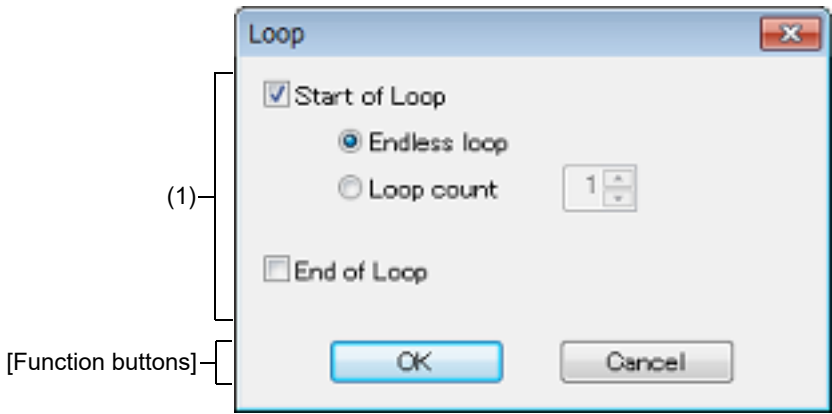 Loop
Start of Loop
Endless loop
(1)
Loop count 1
End of Loop
[Function buttons]
OK Cancel